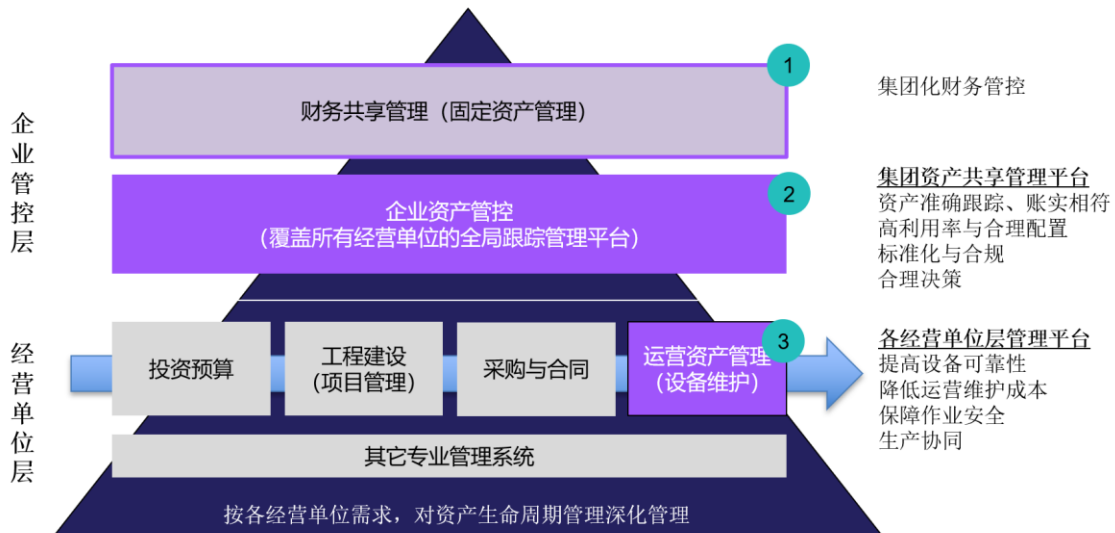 企业管控层
1
财务共享管理（固定资产管理）
集团化财务管控
2
企业资产管控
（覆盖所有经营单位的全局跟踪管理平台）
集团资产共享管理平台
资产准确跟踪、账实相符
高利用率与合理配置
标准化与合规
合理决策
经营单位层
投资预算
工程建设
（项目管理）
采购与合同
3
运营资产管理
（设备维护）
各经营单位层管理平台
提高设备可靠性
降低运营维护成本
保障作业安全
生产协同
其它专业管理系统
按各经营单位需求，对资产生命周期管理深化管理